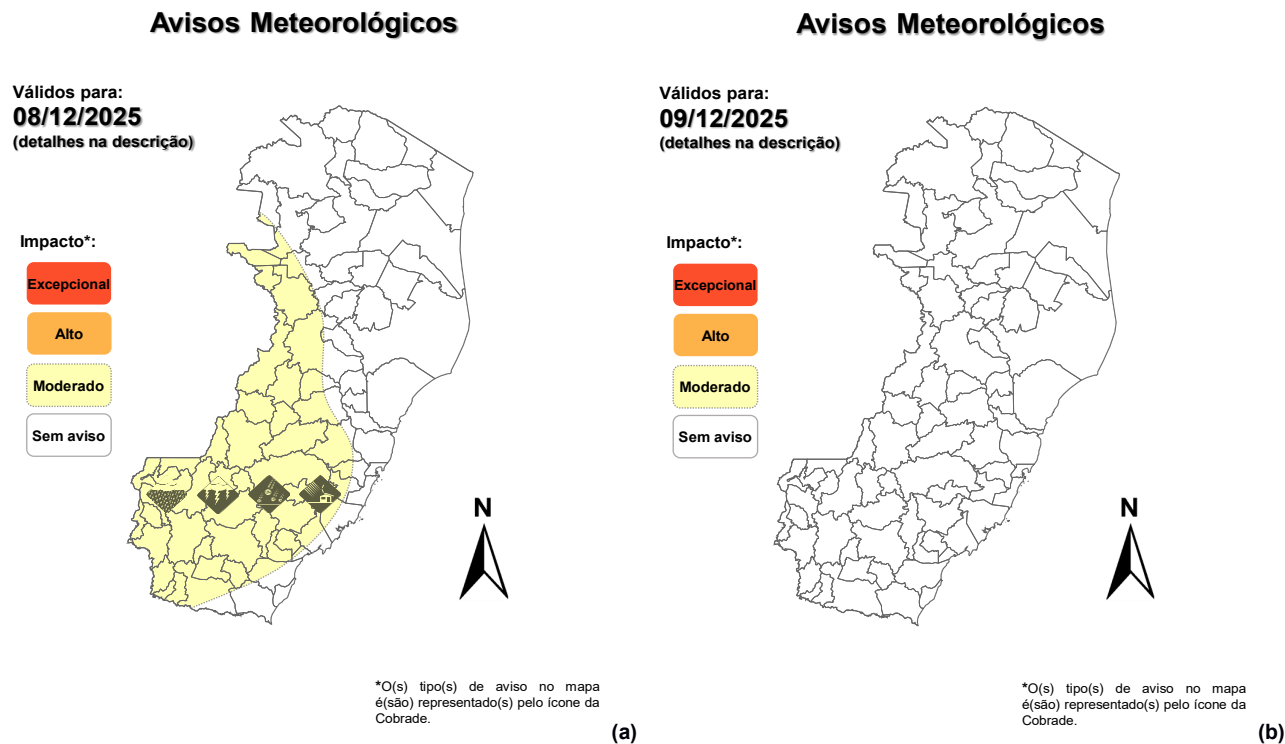 Avisos Meteorológicos
Válidos para:
08/12/2025
(detalhes na descrição)
Impacto*:
Excepcional
Alto
Moderado
Sem aviso
N
*O(s) tipo(s) de aviso no mapa
é(são) representado(s) pelo ícone da
Cobrade.
(a)
Avisos Meteorológicos
Válidos para:
09/12/2025
(detalhes na descrição)
Impacto*:
Excepcional
Alto
Moderado
Sem aviso
N
*O(s) tipo(s) de aviso no mapa
é(são) representado(s) pelo ícone da
Cobrade.
(b)